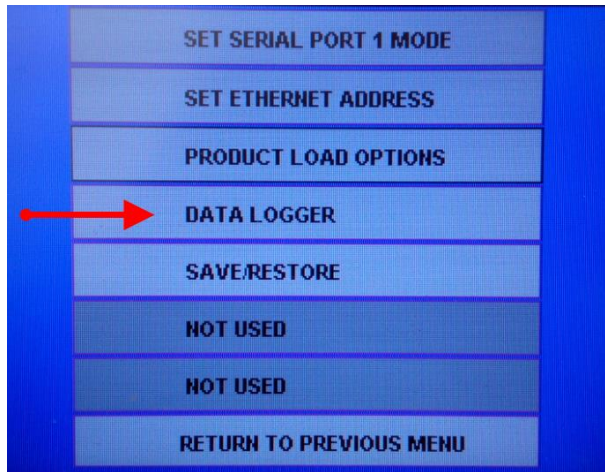 SET SERIAL PORT 1 MODE
SET ETHERNET ADDRESS
PRODUCT LOAD OPTIONS
DATA LOGGER
SAVE/RESTORE
NOT USED
NOT USED
RETURN TO PREVIOUS MENU